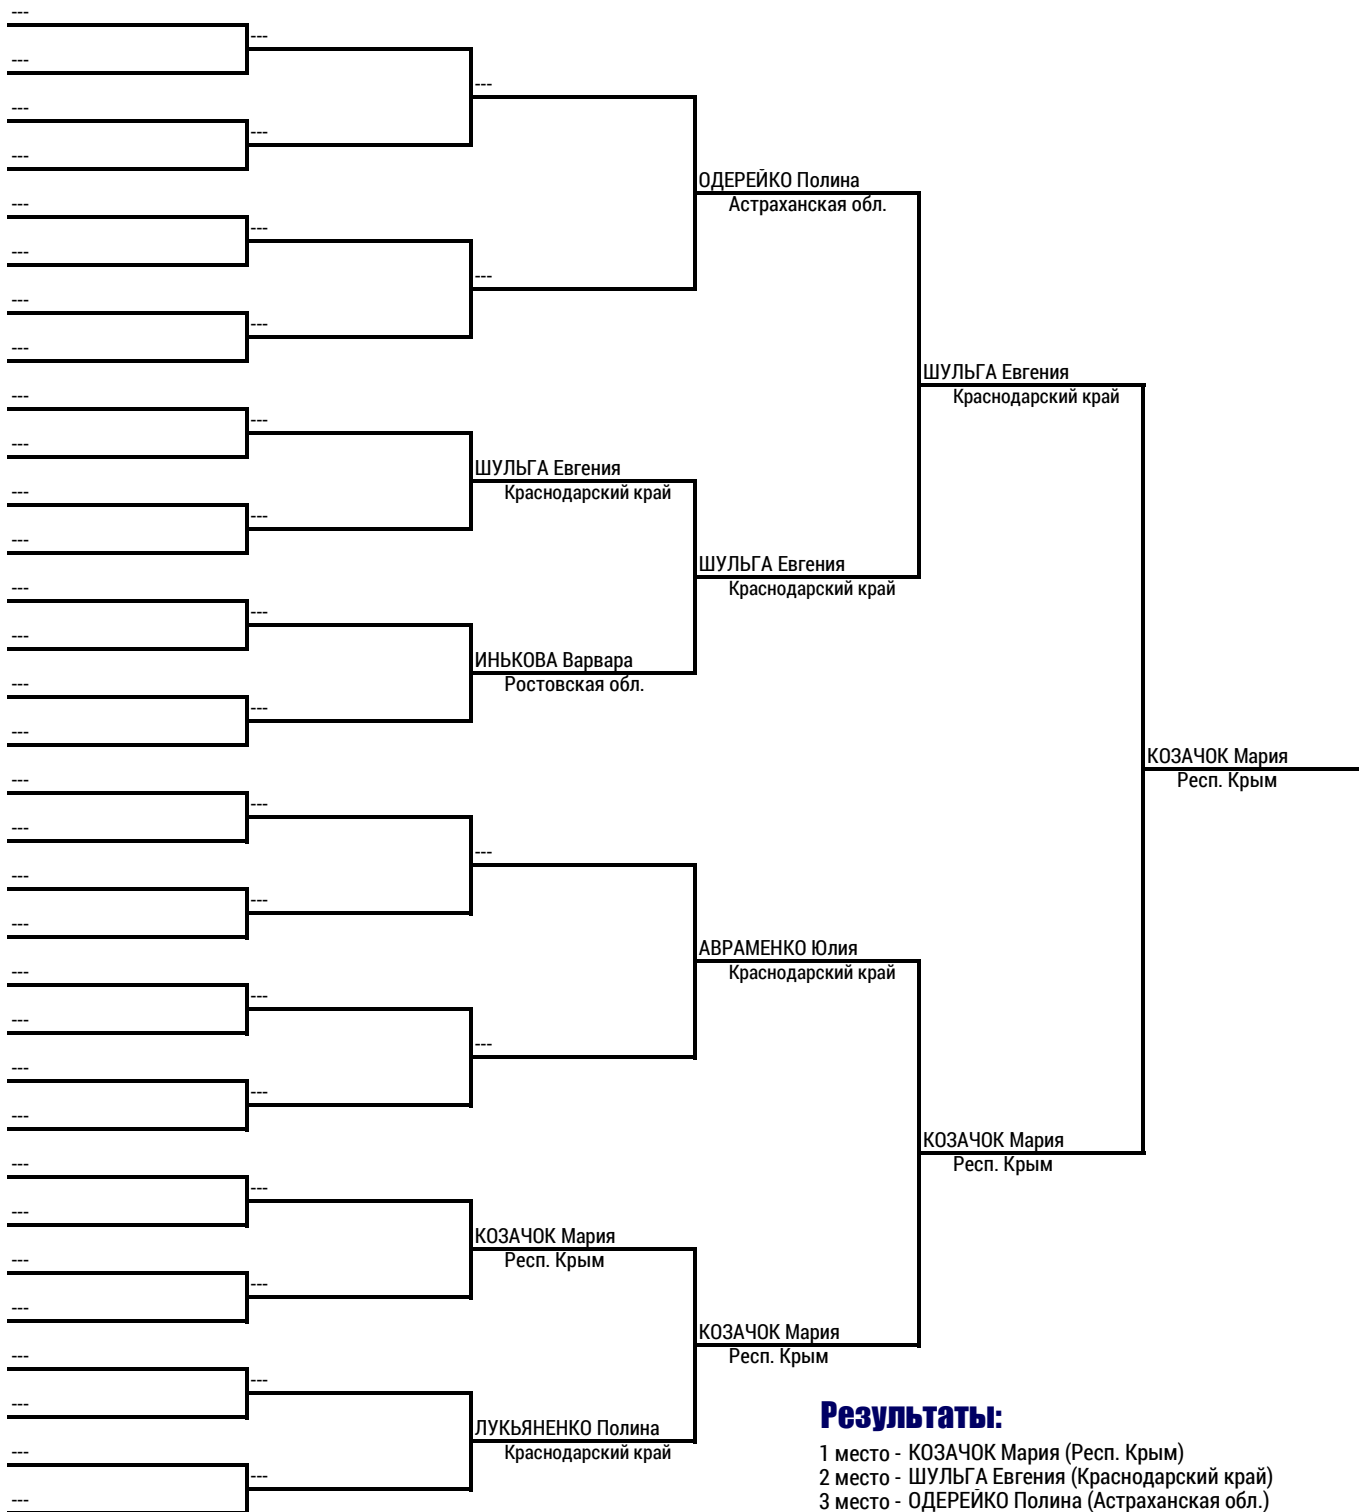 ---
---
---
---
---
---
---
---
---
---
---
---
---
---
ОДЕРЕЙКО Полина
Астраханская обл.
---
---
---
---
---
---
---
---
ШУЛЬГА Евгения
Краснодарский край
ШУЛЬГА Евгения
Краснодарский край
---
---
---
---
---
---
ШУЛЬГА Евгения
Краснодарский край
ИНЬКОВА Варвара
Ростовская обл.
КОЗАЧОК Мария
Респ. Крым
---
---
---
---
---
---
---
---
---
---
---
---
---
---
АВРАМЕНКО Юлия
Краснодарский край
КОЗАЧОК Мария
Респ. Крым
---
---
---
---
---
---
КОЗАЧОК Мария
Респ. Крым
КОЗАЧОК Мария
Респ. Крым
---
---
---
---
---
---
ЛУКЬЯНЕНКО Полина
Краснодарский край
Результаты:
1 место - КОЗАЧОК Мария (Респ. Крым)
2 место - ШУЛЬГА Евгения (Краснодарский край)
3 место - ОДЕРЕЙКО Полина (Астраханская обл.)